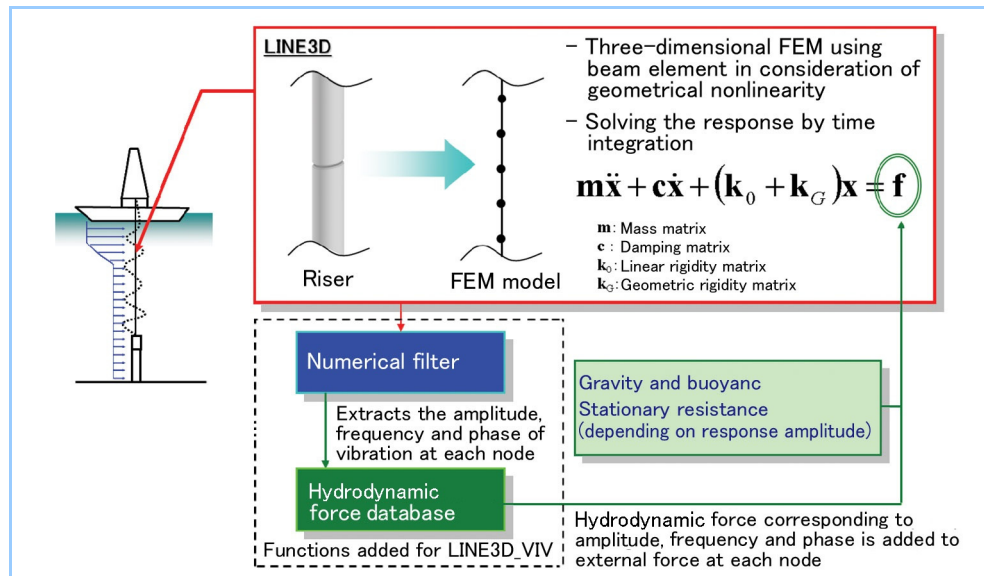 LINE3D
Riser
FEM model
- Three-dimensional FEM using
beam element in consideration of
geometrical nonlinearity
- Solving the response by time
integration
mẍ + cẋ + (k₀ + k_G)x = f
m: Mass matrix
c : Damping matrix
k₀: Linear rigidity matrix
k_G: Geometric rigidity matrix
Numerical filter
Extracts the amplitude,
frequency and phase of
vibration at each node
Hydrodynamic
force database
Functions added for LINE3D_VIV
Gravity and buoyanc
Stationary resistance
(depending on response amplitude)
Hydrodynamic force corresponding to
amplitude, frequency and phase is added to
external force at each node